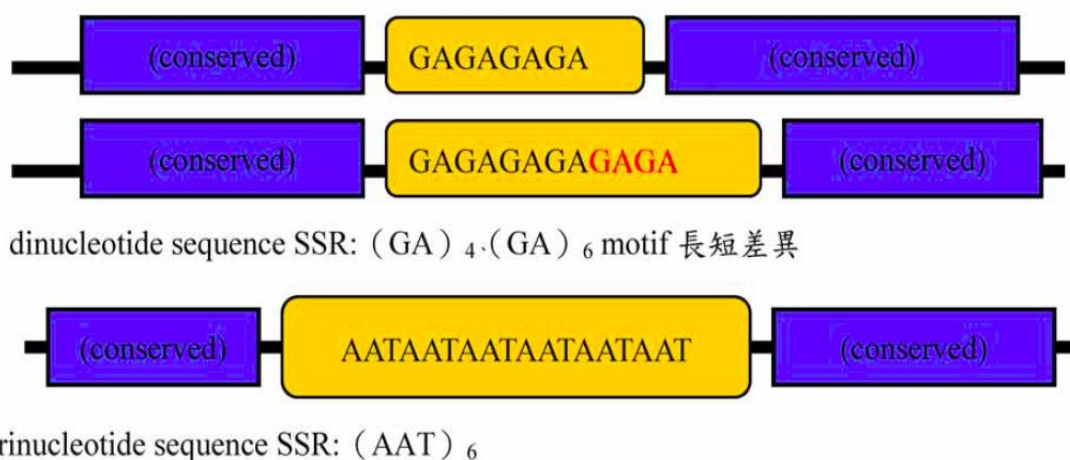 (conserved) GAGAGAGA (conserved)
(conserved) GAGAGAGAGAGA (conserved)
dinucleotide sequence SSR: (GA) 4、(GA) 6 motif 長短差異
(conserved) AATAATAATAATAATAAT (conserved)
rinucleotide sequence SSR: (AAT) 6